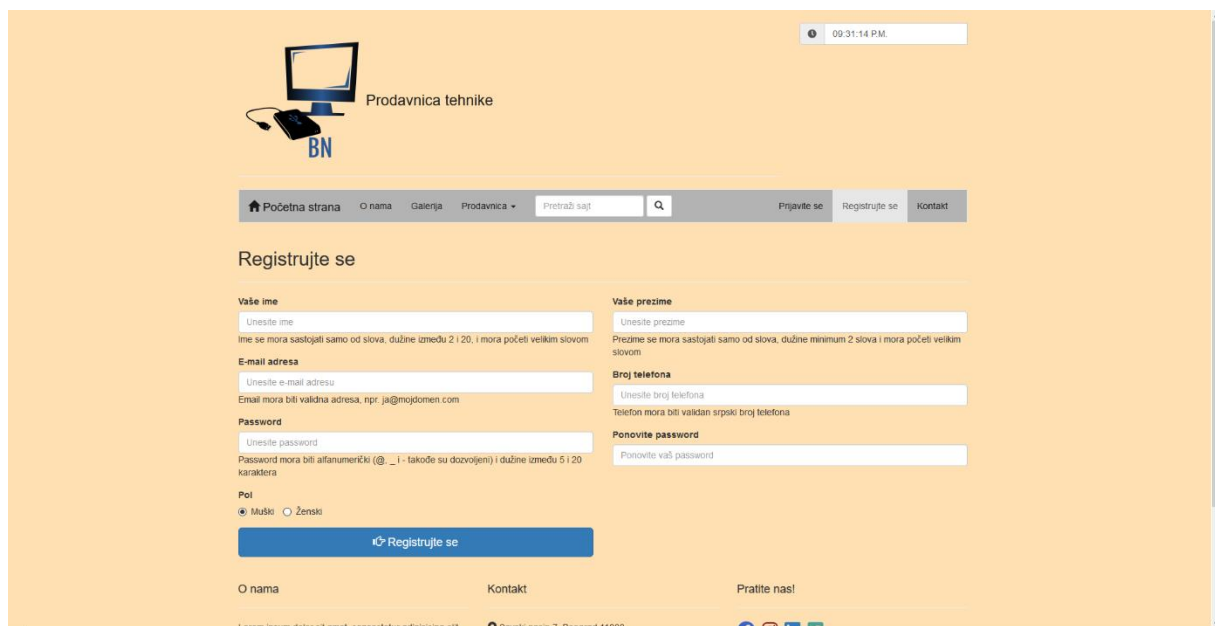 09:31:14 P.M.
Prodavnica tehnike
BN
Početna strana O nama Galerija Prodavnica Pretraži sajt Prijavite se Registrujte se Kontakt
Registrujte se
Vaše ime
Unesite ime
Ime se mora sastojati samo od slova, dužine između 2 i 20, i mora početi velikim slovom
E-mail adresa
Unesite e-mail adresu
Email mora biti validna adresa, npr. ja@mojdomen.com
Password
Unesite password
Password mora biti alfanumerički (@, _ i - takođe su dozvoljeni) i dužine između 5 i 20
karaktera
Pol
Muški Ženski
Registrujte se
Vaše prezime
Unesite prezime
Prezime se mora sastojati samo od slova, dužine minimum 2 slova i mora početi velikim
slovom
Broj telefona
Unesite broj telefona
Telefon mora biti validan srpski broj telefona
Ponovite password
Ponovite vaš password
O nama
Kontakt
Pratite nas!